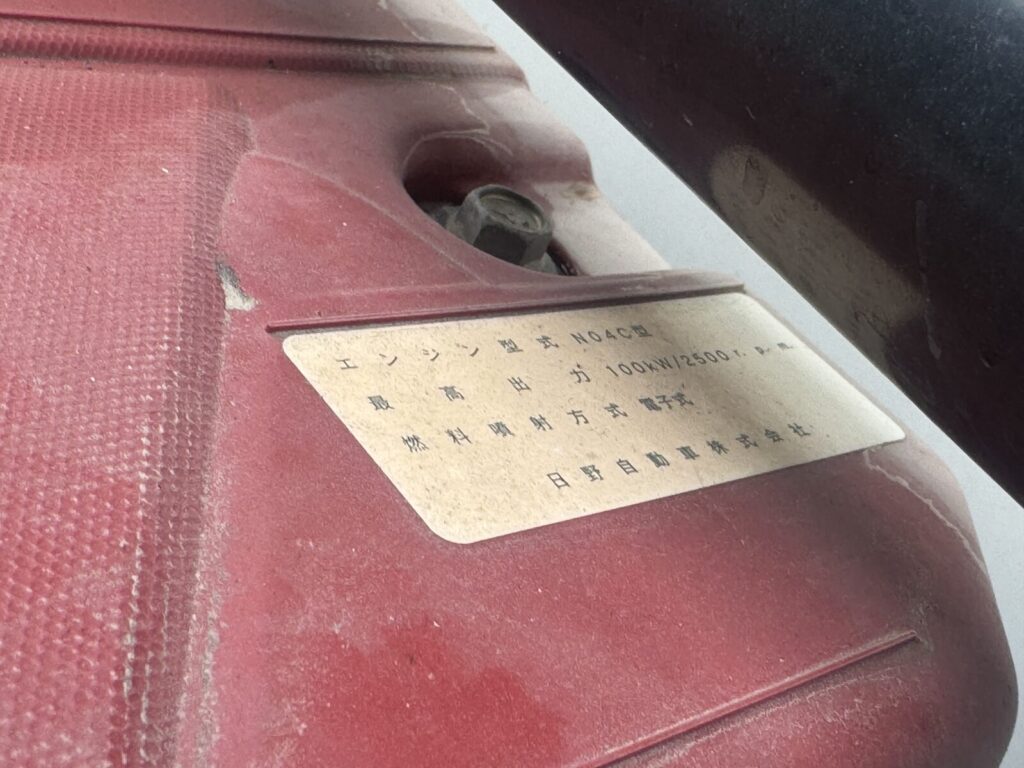 エンジン型式 N04C型
最高出力 100kW/2500r.p.m.
燃料噴射方式 電子式
日野自動車株式会社